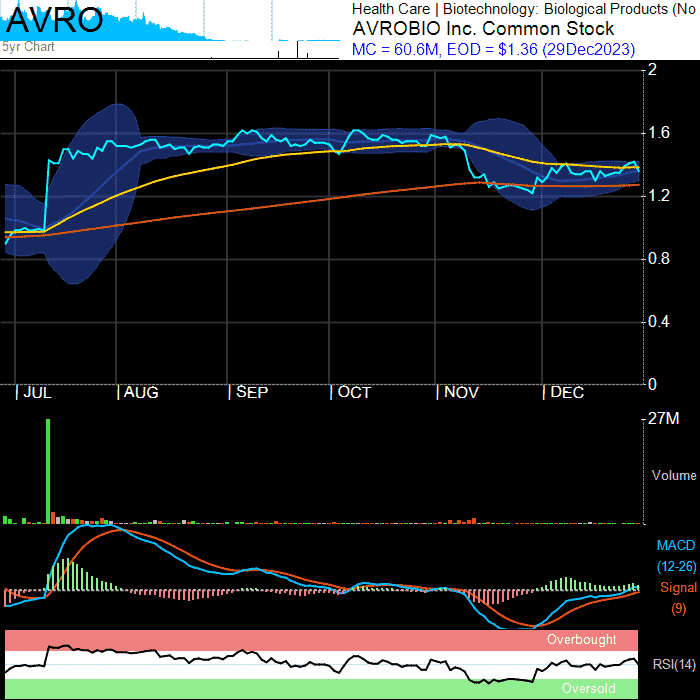 AVRO
Health Care | Biotechnology: Biological Products (No
AVROBIO Inc. Common Stock
5yr Chart
MC = 60.6M, EOD = $1.36 (29Dec2023)
2
1.6
1.2
0.8
0.4
0
| JUL | AUG | SEP | OCT | NOV | DEC
27M
Volume
MACD
(12-26)
Signal
(9)
Overbought
RSI(14)
Oversold